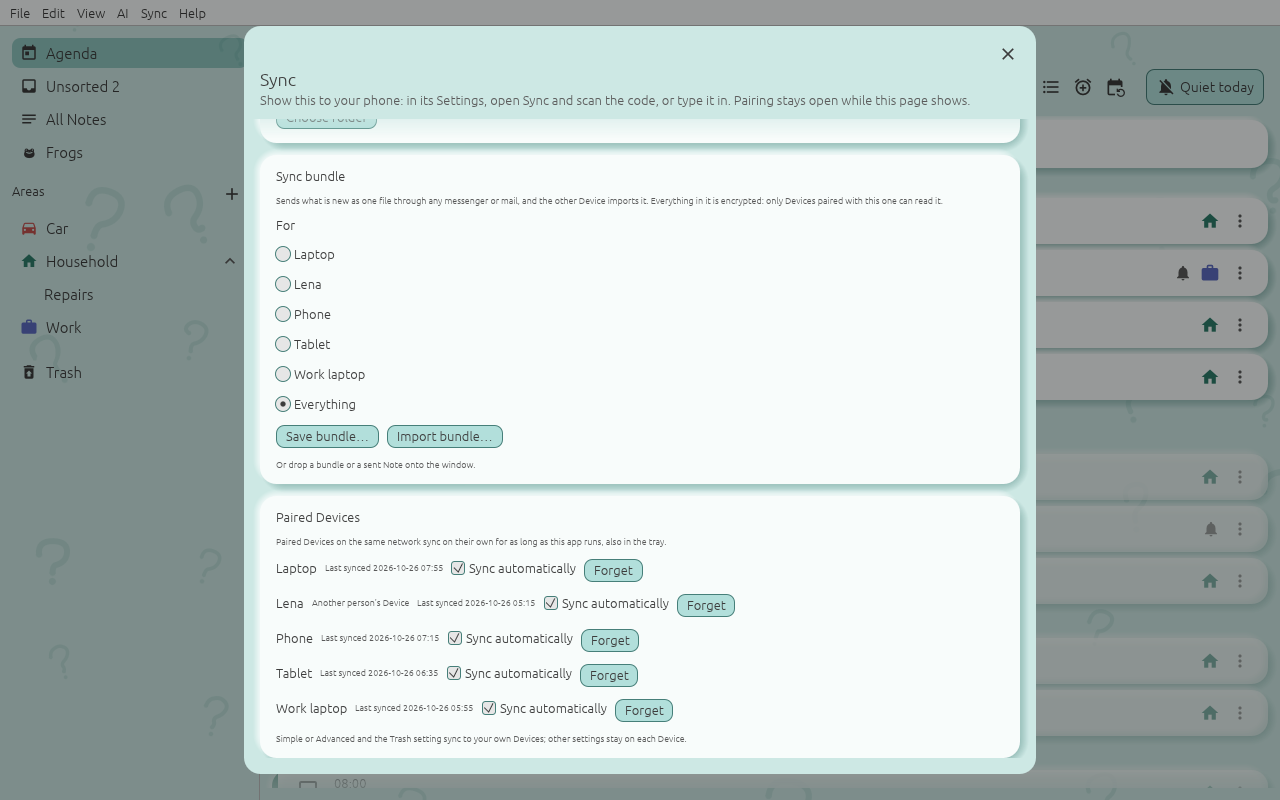 File Edit View AI Sync Help
Agenda
Unsorted 2
All Notes
Frogs
Areas
Car
Household
Repairs
Work
Trash
Quiet today
Sync
Show this to your phone: in its Settings, open Sync and scan the code, or type it in. Pairing stays open while this page shows.
Choose folder
Sync bundle
Sends what is new as one file through any messenger or mail, and the other Device imports it. Everything in it is encrypted: only Devices paired with this one can read it.
For
Laptop
Lena
Phone
Tablet
Work laptop
Everything
Save bundle… Import bundle…
Or drop a bundle or a sent Note onto the window.
Paired Devices
Paired Devices on the same network sync on their own for as long as this app runs, also in the tray.
Laptop Last synced 2026-10-26 07:55 Sync automatically Forget
Lena Another person's Device Last synced 2026-10-26 05:15 Sync automatically Forget
Phone Last synced 2026-10-26 07:15 Sync automatically Forget
Tablet Last synced 2026-10-26 06:35 Sync automatically Forget
Work laptop Last synced 2026-10-26 05:55 Sync automatically Forget
Simple or Advanced and the Trash setting sync to your own Devices; other settings stay on each Device.
08:00